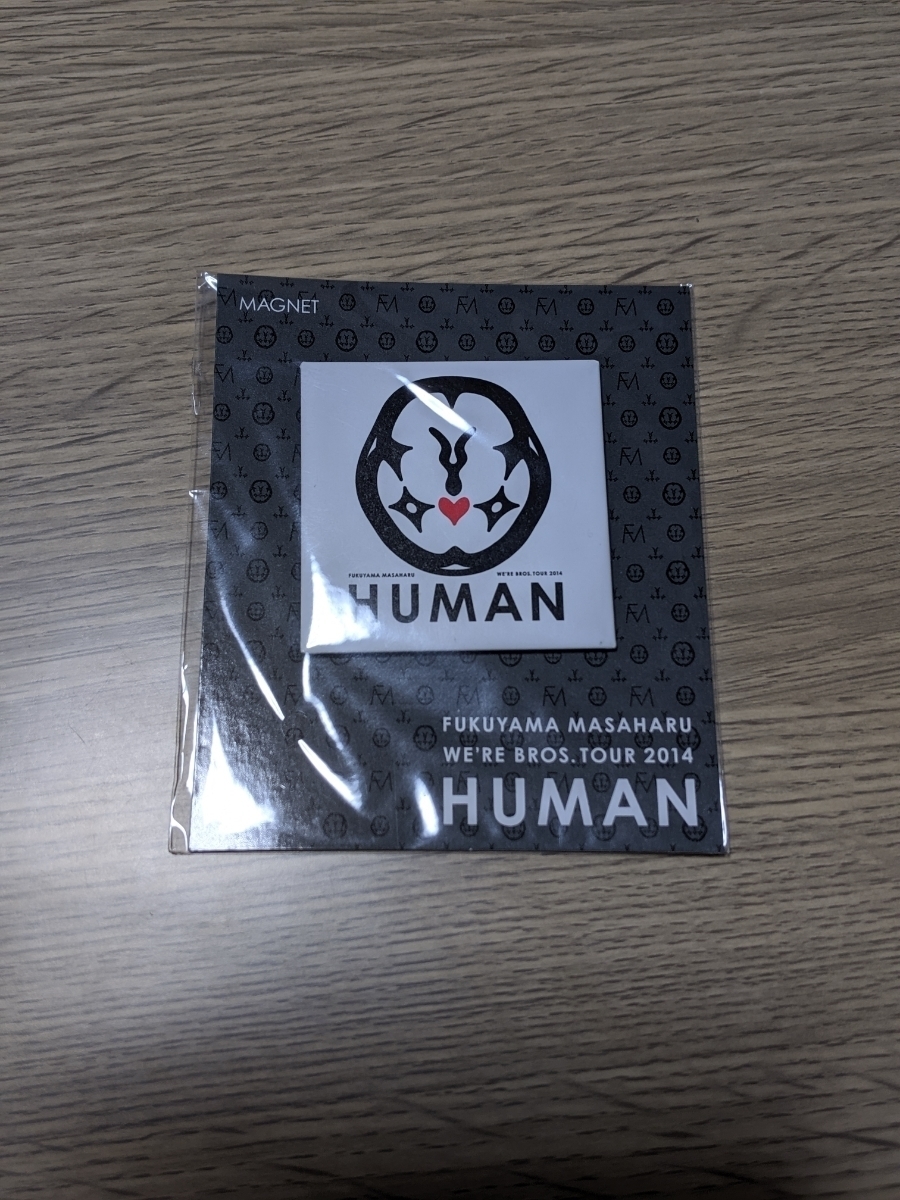 MAGNET
FUKUYAMA MASAHARU WE'RE BROS. TOUR 2014
HUMAN
FUKUYAMA MASAHARU
WE'RE BROS. TOUR 2014
HUMAN